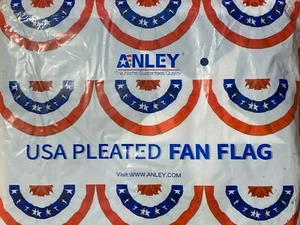 ANLEY
The Name Guarantees Quality
USA PLEATED FAN FLAG
Visit:WWW.ANLEY.COM